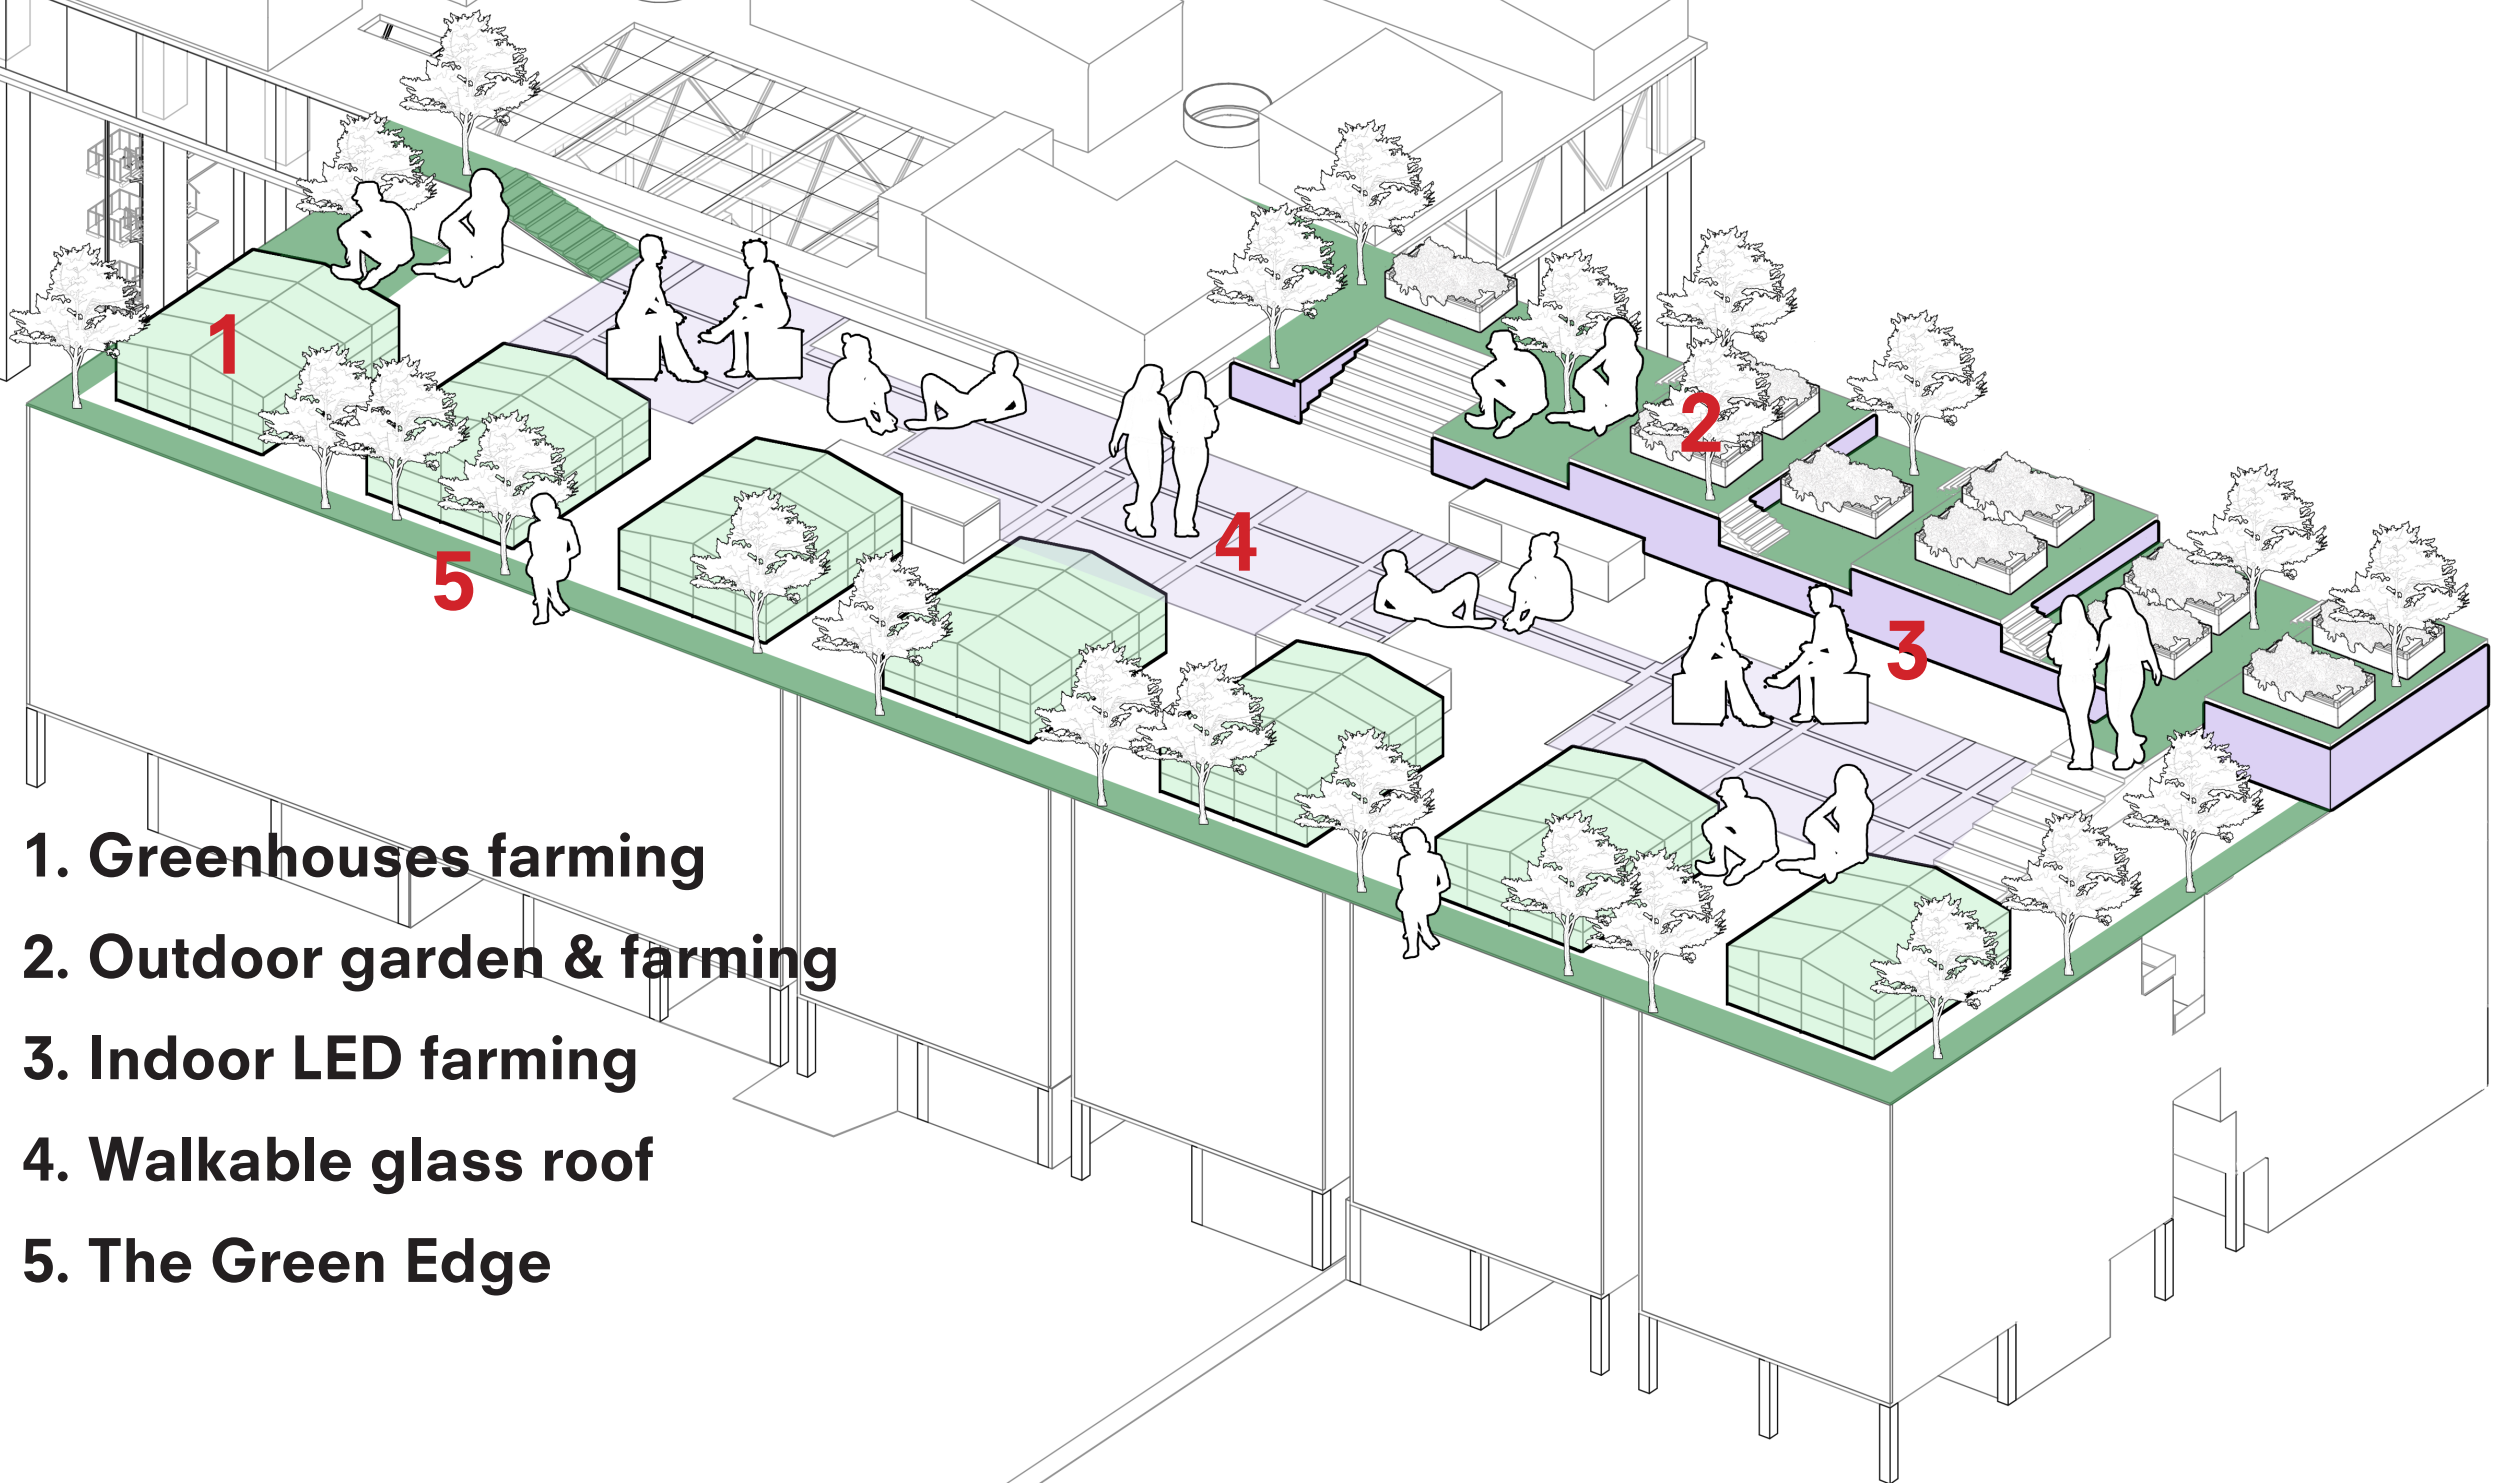 1
2
5
4
3
1. Greenhouses farming
2. Outdoor garden & farming
3. Indoor LED farming
4. Walkable glass roof
5. The Green Edge